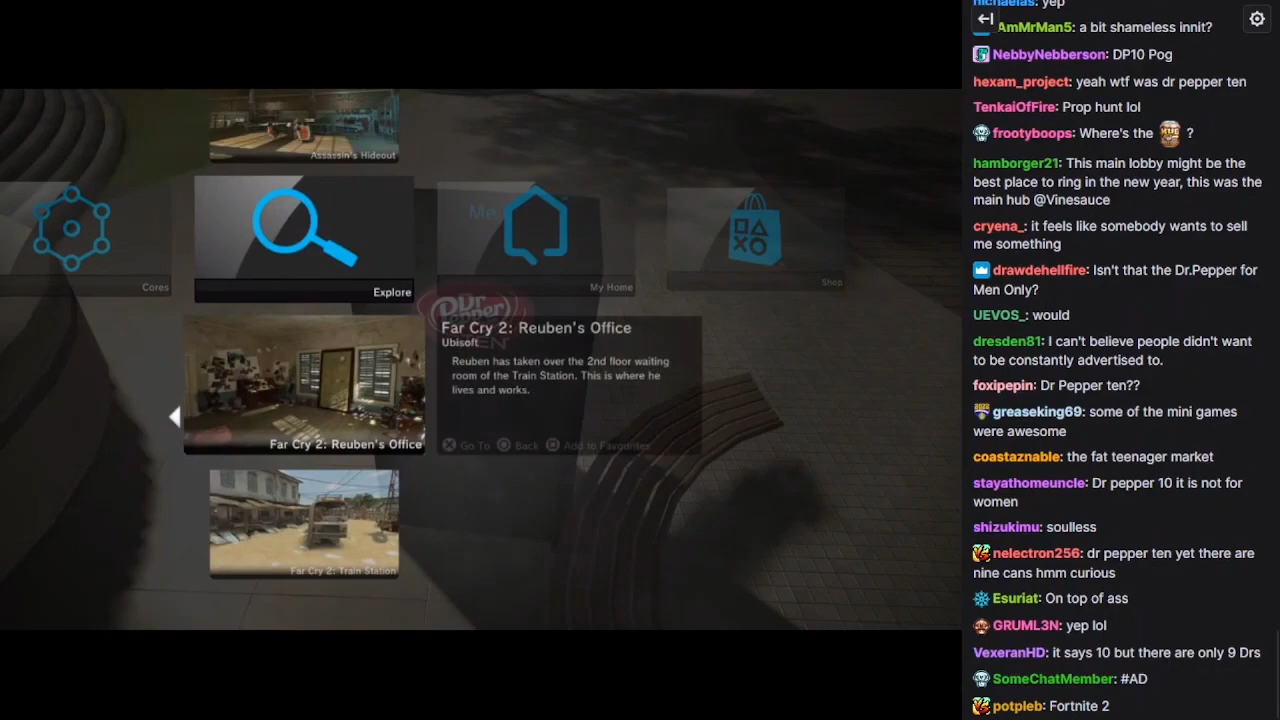 Assassin's Hideout
Me
Cores
Explore
My Home
Shop
Dr Pepper
Far Cry 2: Reuben's Office
Ubisoft
Reuben has taken over the 2nd floor waiting
room of the Train Station. This is where he
lives and works.
Go To Back Add to Favourites
Far Cry 2: Reuben's Office
Far Cry 2: Train Station
michaelas: yep
AmMrMan5: a bit shameless innit?
NebbyNebberson: DP10 Pog
hexam_project: yeah wtf was dr pepper ten
TenkaiOfFire: Prop hunt lol
frootyboops: Where's the ?
hamborger21: This main lobby might be the
best place to ring in the new year, this was the
main hub @Vinesauce
cryena_: it feels like somebody wants to sell
me something
drawdehellfire: Isn't that the Dr.Pepper for
Men Only?
UEVOS_: would
dresden81: I can't believe people didn't want
to be constantly advertised to.
foxipepin: Dr Pepper ten??
greaseking69: some of the mini games
were awesome
coastaznable: the fat teenager market
stayathomeuncle: Dr pepper 10 it is not for
women
shizukimu: soulless
nelectron256: dr pepper ten yet there are
nine cans hmm curious
Esuriat: On top of ass
GRUML3N: yep lol
VexeranHD: it says 10 but there are only 9 Drs
SomeChatMember: #AD
potpleb: Fortnite 2